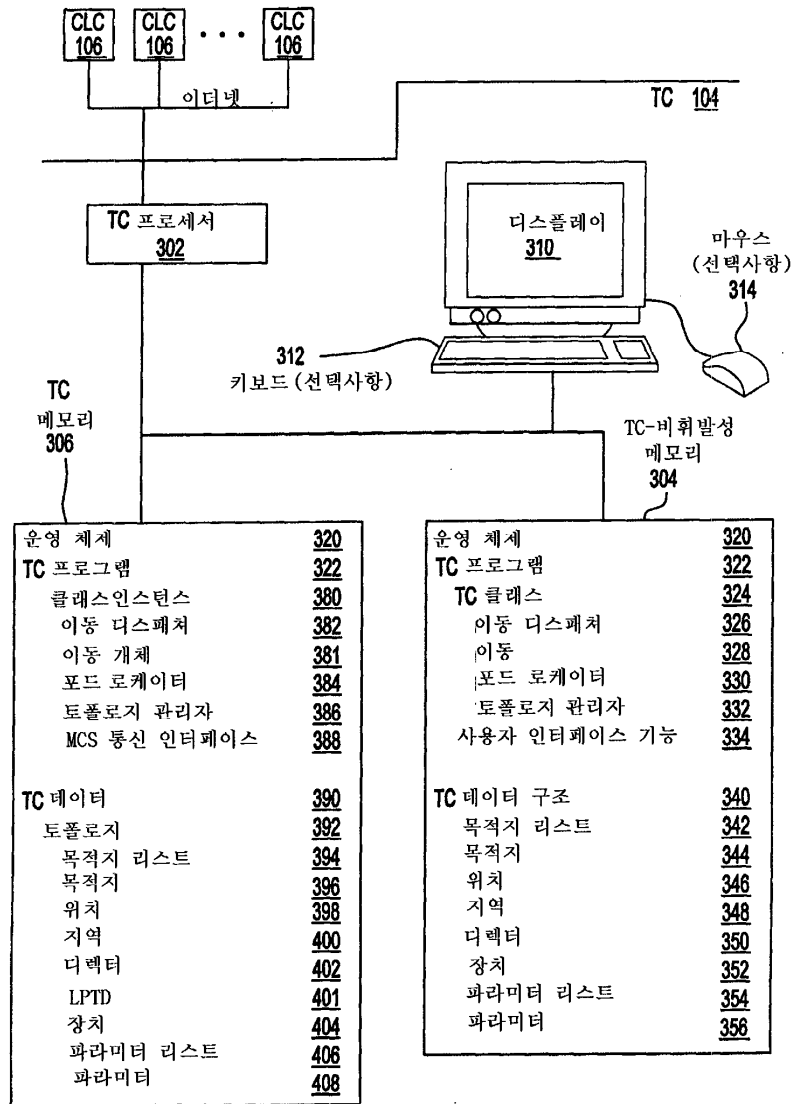 CLC CLC . . . CLC
106 106 106
이더넷
TC 104
TC 프로세서
302
디스플레이
310
마우스
(선택사항)
314
312
키보드 (선택사항)
TC
메모리
306
TC-비휘발성
메모리
304
운영 체제 320
TC 프로그램 322
클래스인스턴스 380
이동 디스패쳐 382
이동 개체 381
포드 로케이터 384
토폴로지 관리자 386
MCS 통신 인터페이스 388
TC 데이터 390
토폴로지 392
목적지 리스트 394
목적지 396
위치 398
지역 400
디렉터 402
LPTD 401
장치 404
파라미터 리스트 406
파라미터 408
운영 체제 320
TC 프로그램 322
TC 클래스 324
이동 디스패쳐 326
이동 328
포드 로케이터 330
토폴로지 관리자 332
사용자 인터페이스 기능 334
TC 데이터 구조 340
목적지 리스트 342
목적지 344
위치 346
지역 348
디렉터 350
장치 352
파라미터 리스트 354
파라미터 356